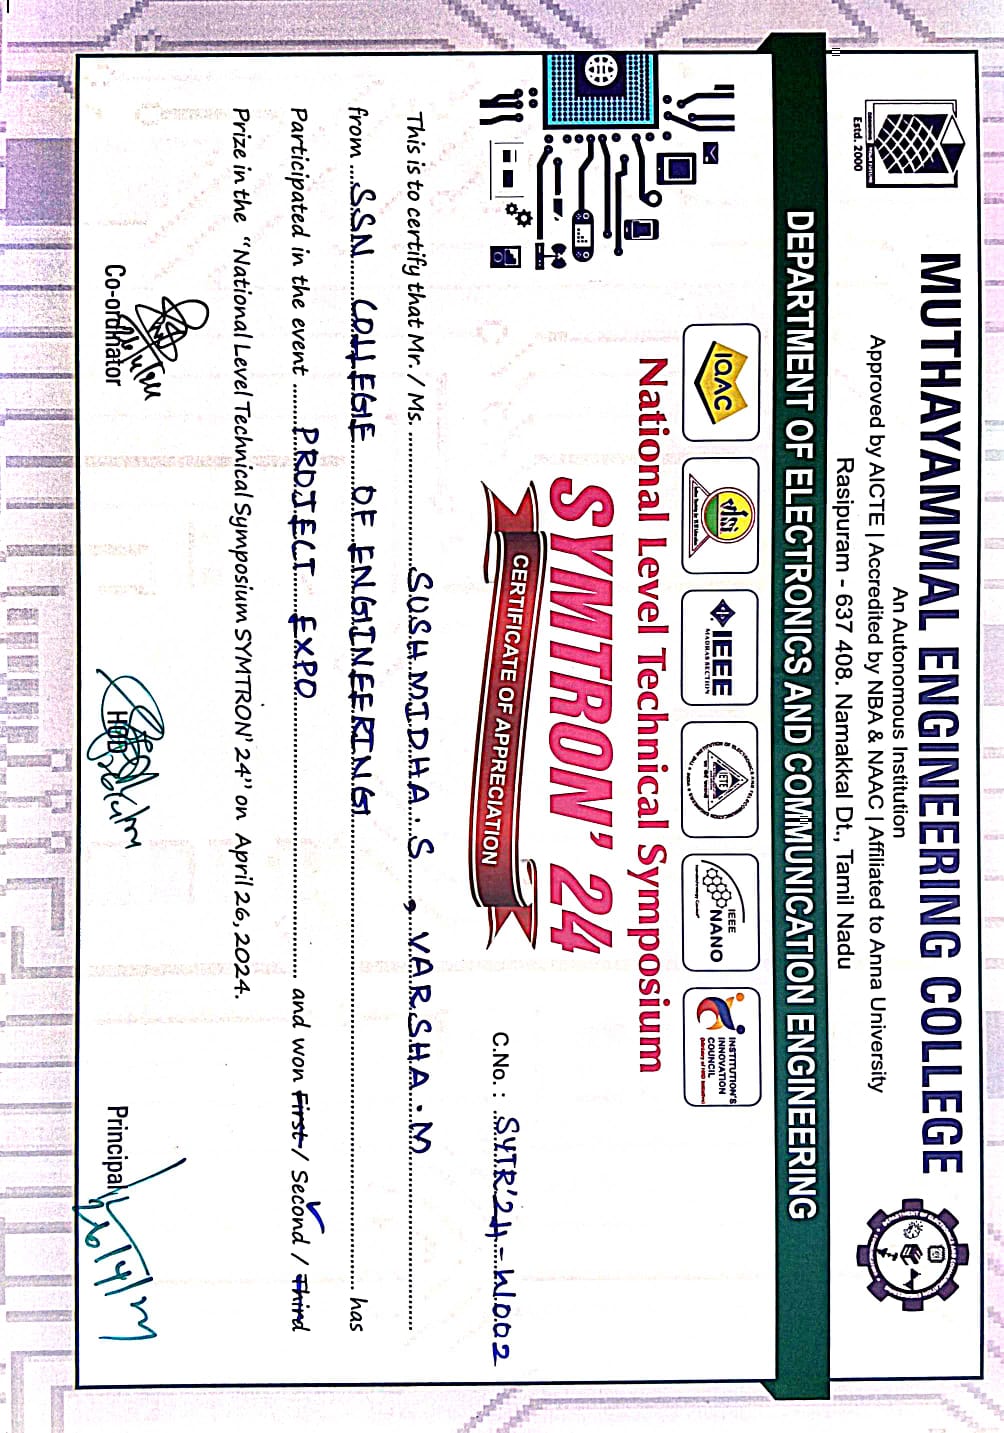 MUTHAYAMMAL ENGINEERING COLLEGE
An Autonomous Institution
Approved by AICTE | Accredited by NBA & NAAC | Affiliated to Anna University
Rasipuram - 637 408. Namakkal Dt., Tamil Nadu
Estd. 2000
DEPARTMENT OF ELECTRONICS AND COMMUNICATION ENGINEERING
IQAC
VLSI
IEEE
MADRAS SECTION
IETE
IEEE
NANO
INSTITUTION'S
INNOVATION
COUNCIL
National Level Technical Symposium
SYMTRON' 24
CERTIFICATE OF APPRECIATION
C.No. : SYTR'24 - W002
This is to certify that Mr. / Ms. SUSHMIDHA . S , VARSHA . M
from SSN COLLEGE OF ENGINEERING has
Participated in the event PROJECT EXPO and won First / Second / Third
Prize in the "National Level Technical Symposium SYMTRON' 24' on April 26, 2024.
Co-ordinator
HOD
Principal
26/4/24